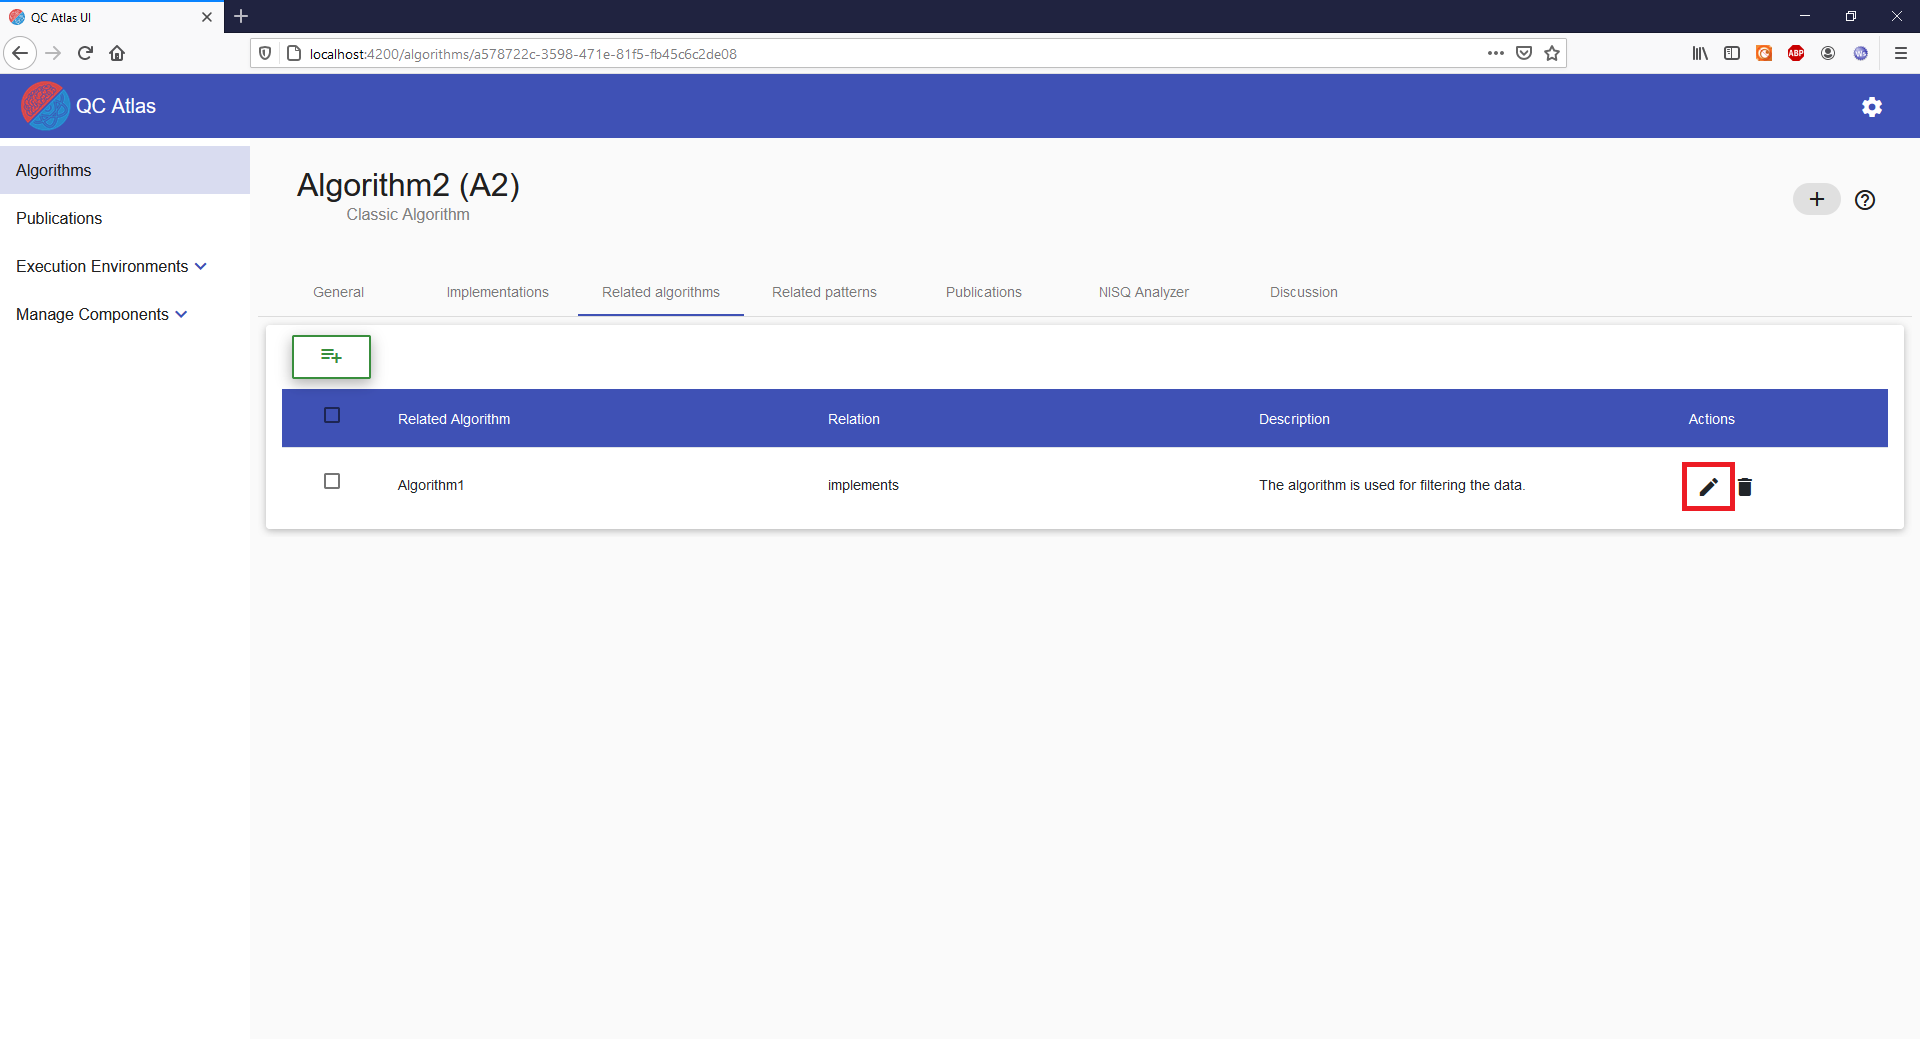 QC Atlas UI
localhost:4200/algorithms/a578722c-3598-471e-81f5-fb45c6c2de08
ABP
QC Atlas
Algorithms
Publications
Execution Environments
Manage Components
Algorithm2 (A2)
Classic Algorithm
General Implementations Related algorithms Related patterns Publications NISQ Analyzer Discussion
Related Algorithm Relation Description Actions
Algorithm1 implements The algorithm is used for filtering the data.